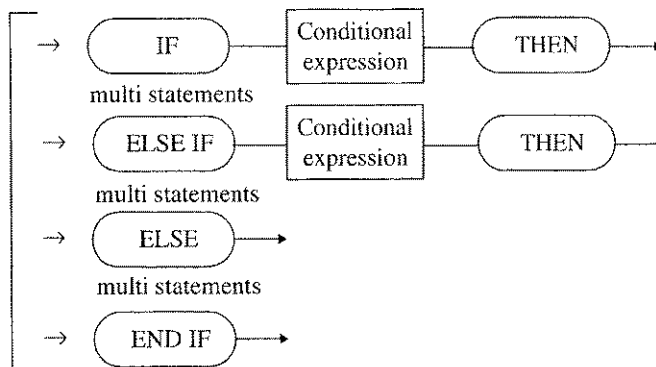 IF Conditional expression THEN
multi statements
ELSE IF Conditional expression THEN
multi statements
ELSE
multi statements
END IF